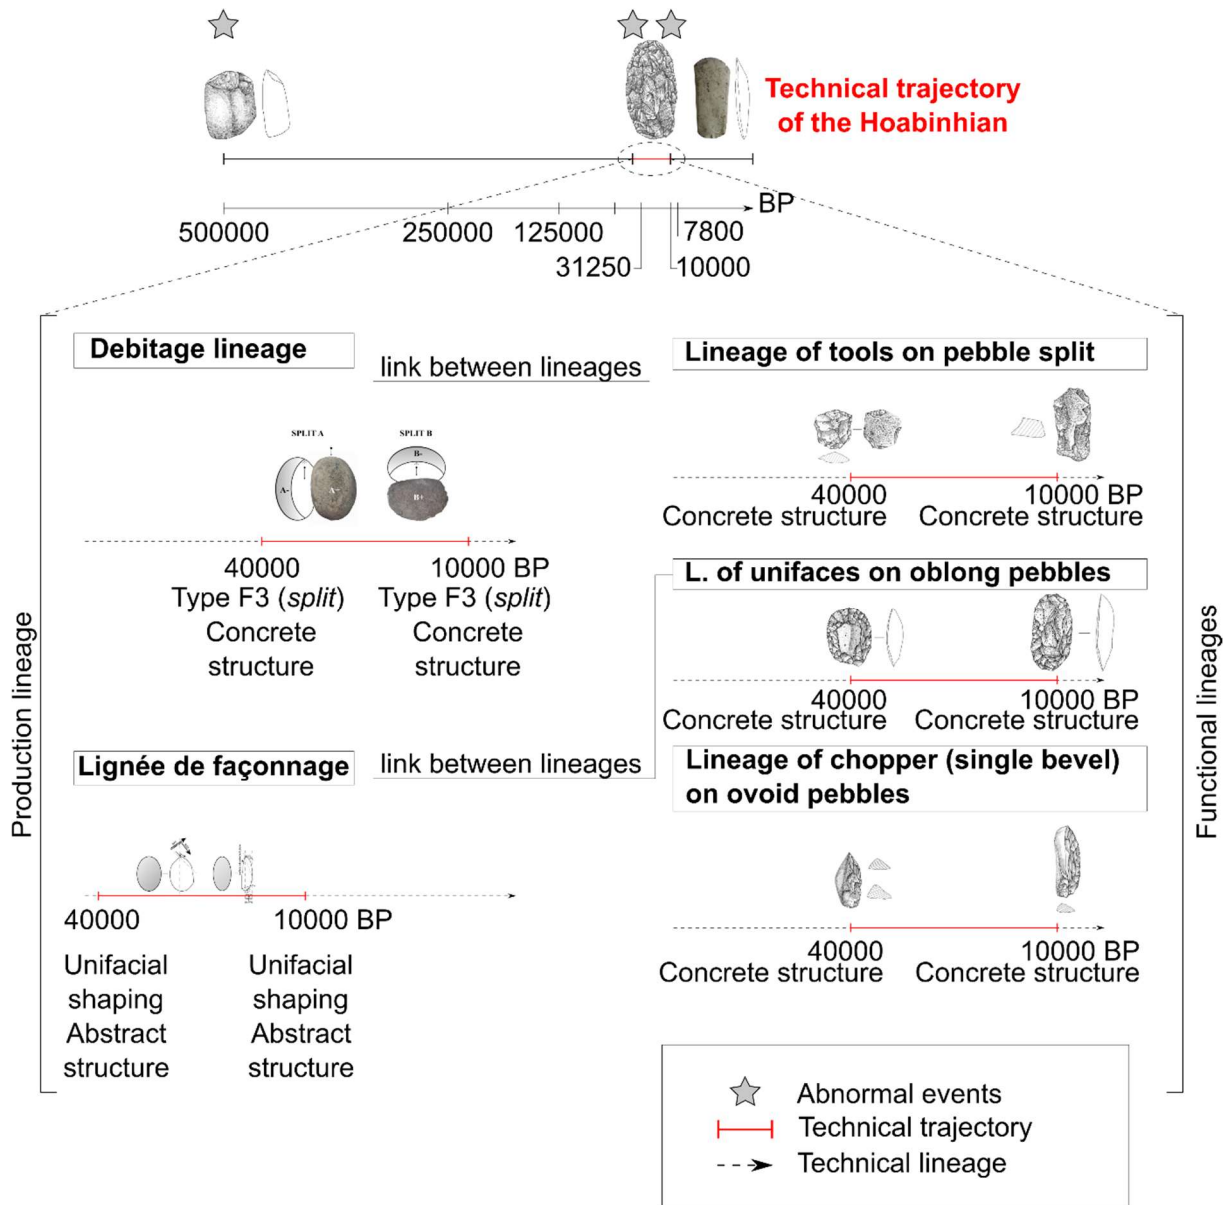 Technical trajectory
of the Hoabinhian
BP
500000
250000
125000
7800
31250
10000
Production lineage
Debitage lineage
link between lineages
SPLIT A
SPLIT B
A-
A+
B-
B+
40000
10000 BP
Type F3 (split)
Type F3 (split)
Concrete
structure
Concrete
structure
Lignée de façonnage
link between lineages
40000
10000 BP
Unifacial
shaping
Abstract
structure
Unifacial
shaping
Abstract
structure
Functional lineages
Lineage of tools on pebble split
40000
10000 BP
Concrete structure
Concrete structure
L. of unifaces on oblong pebbles
40000
10000 BP
Concrete structure
Concrete structure
Lineage of chopper (single bevel)
on ovoid pebbles
40000
10000 BP
Concrete structure
Concrete structure
Abnormal events
Technical trajectory
Technical lineage